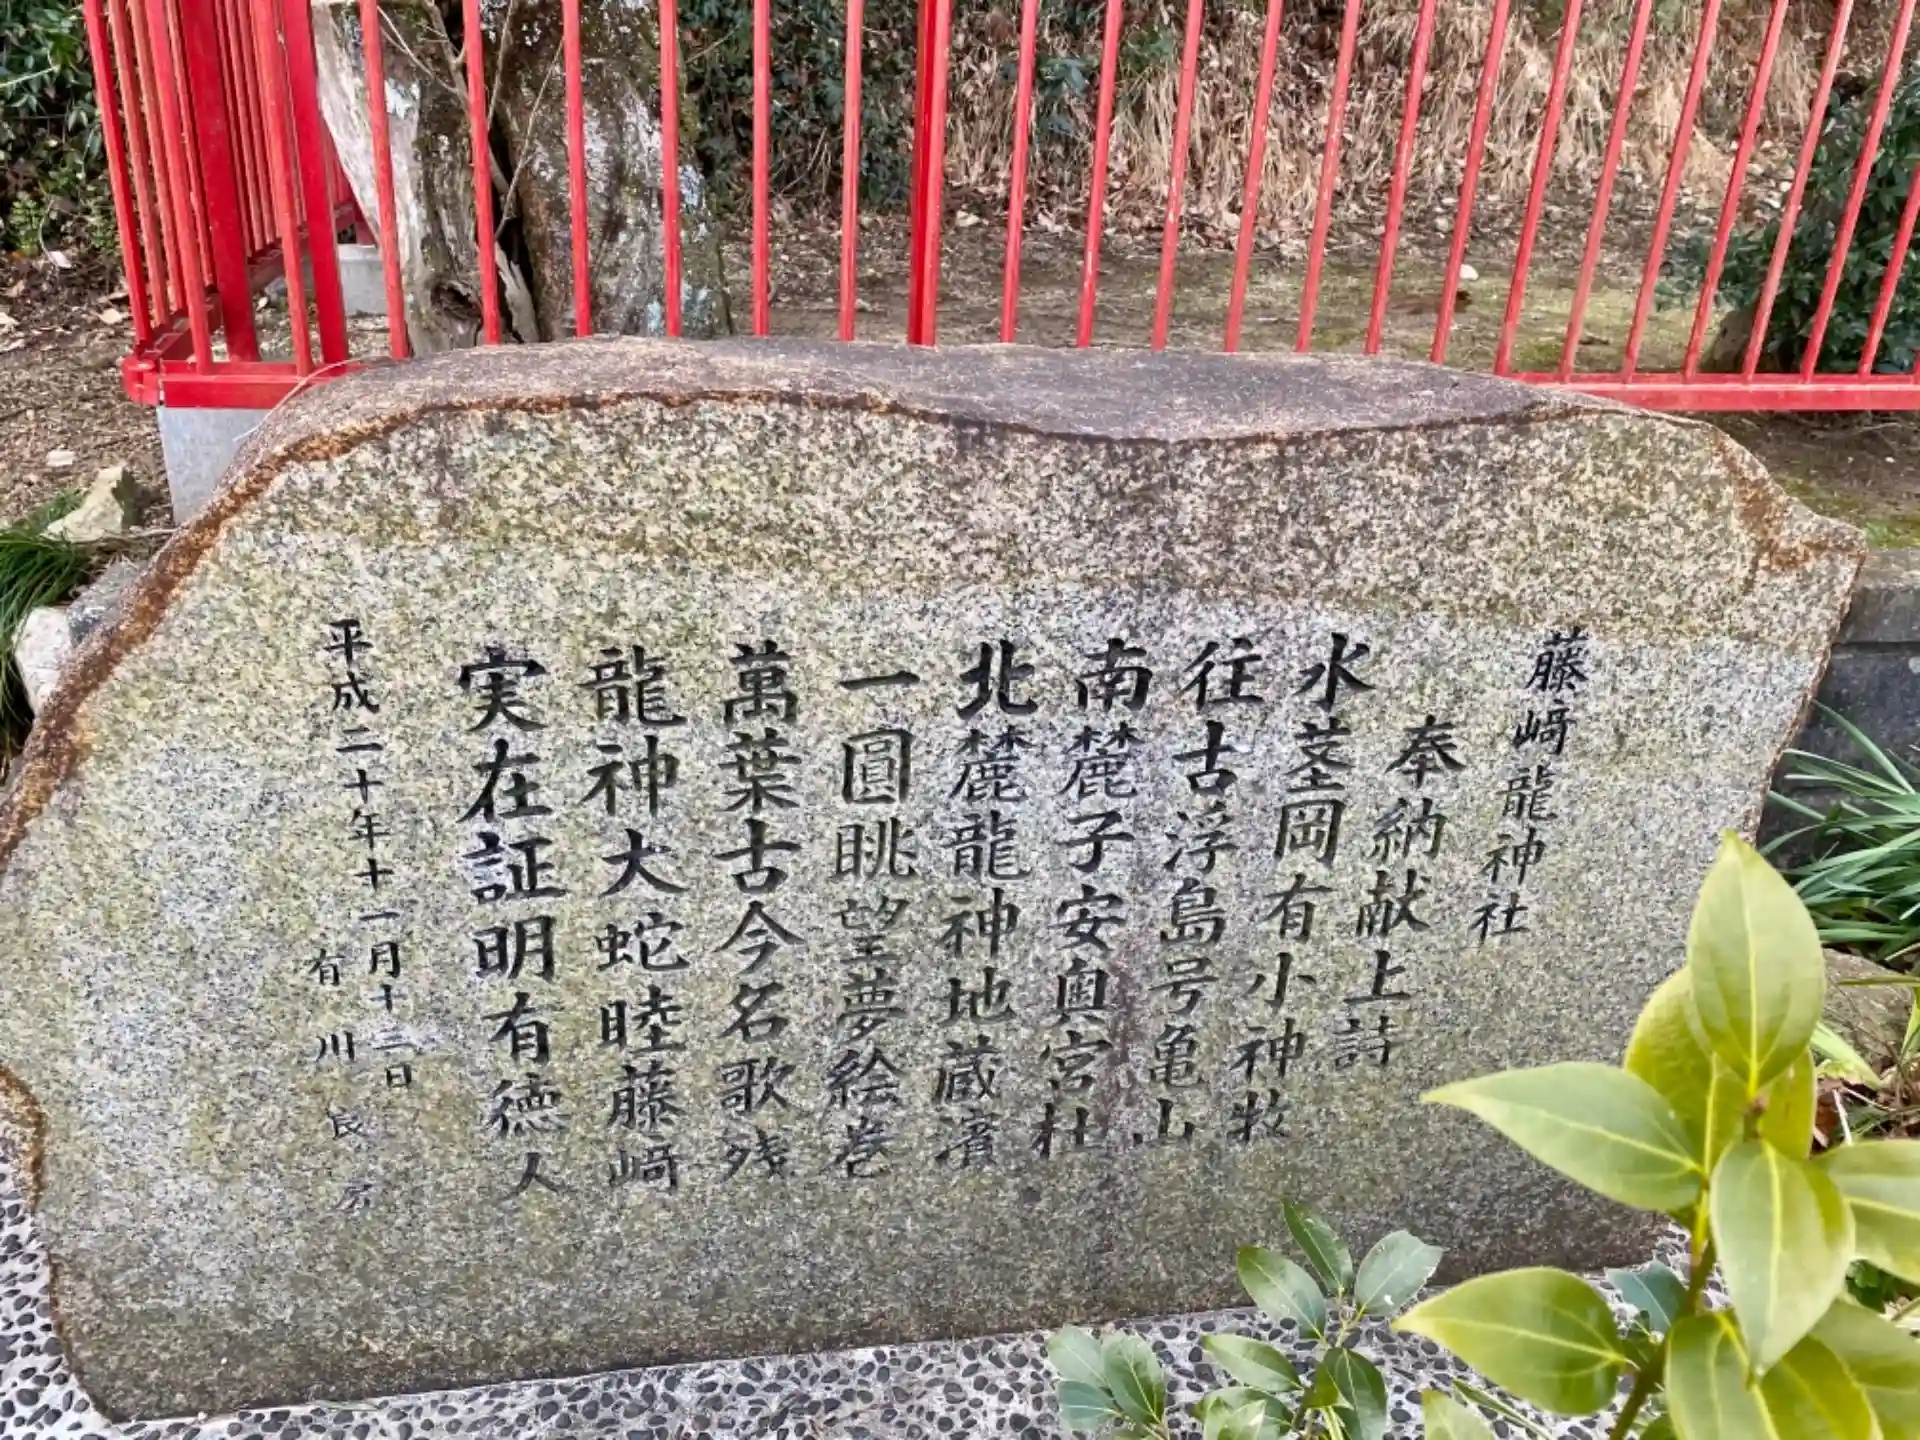 藤﨑龍神社
奉納献上詩
水茎岡有小神牧
往古浮島号亀山
南麓子安奥宮杜
北麓龍神地蔵濱
一圓眺望夢絵巻
萬葉古今名歌残
龍神大蛇睦藤﨑
実在証明有徳人
平成二十年十一月十二日
有川良房